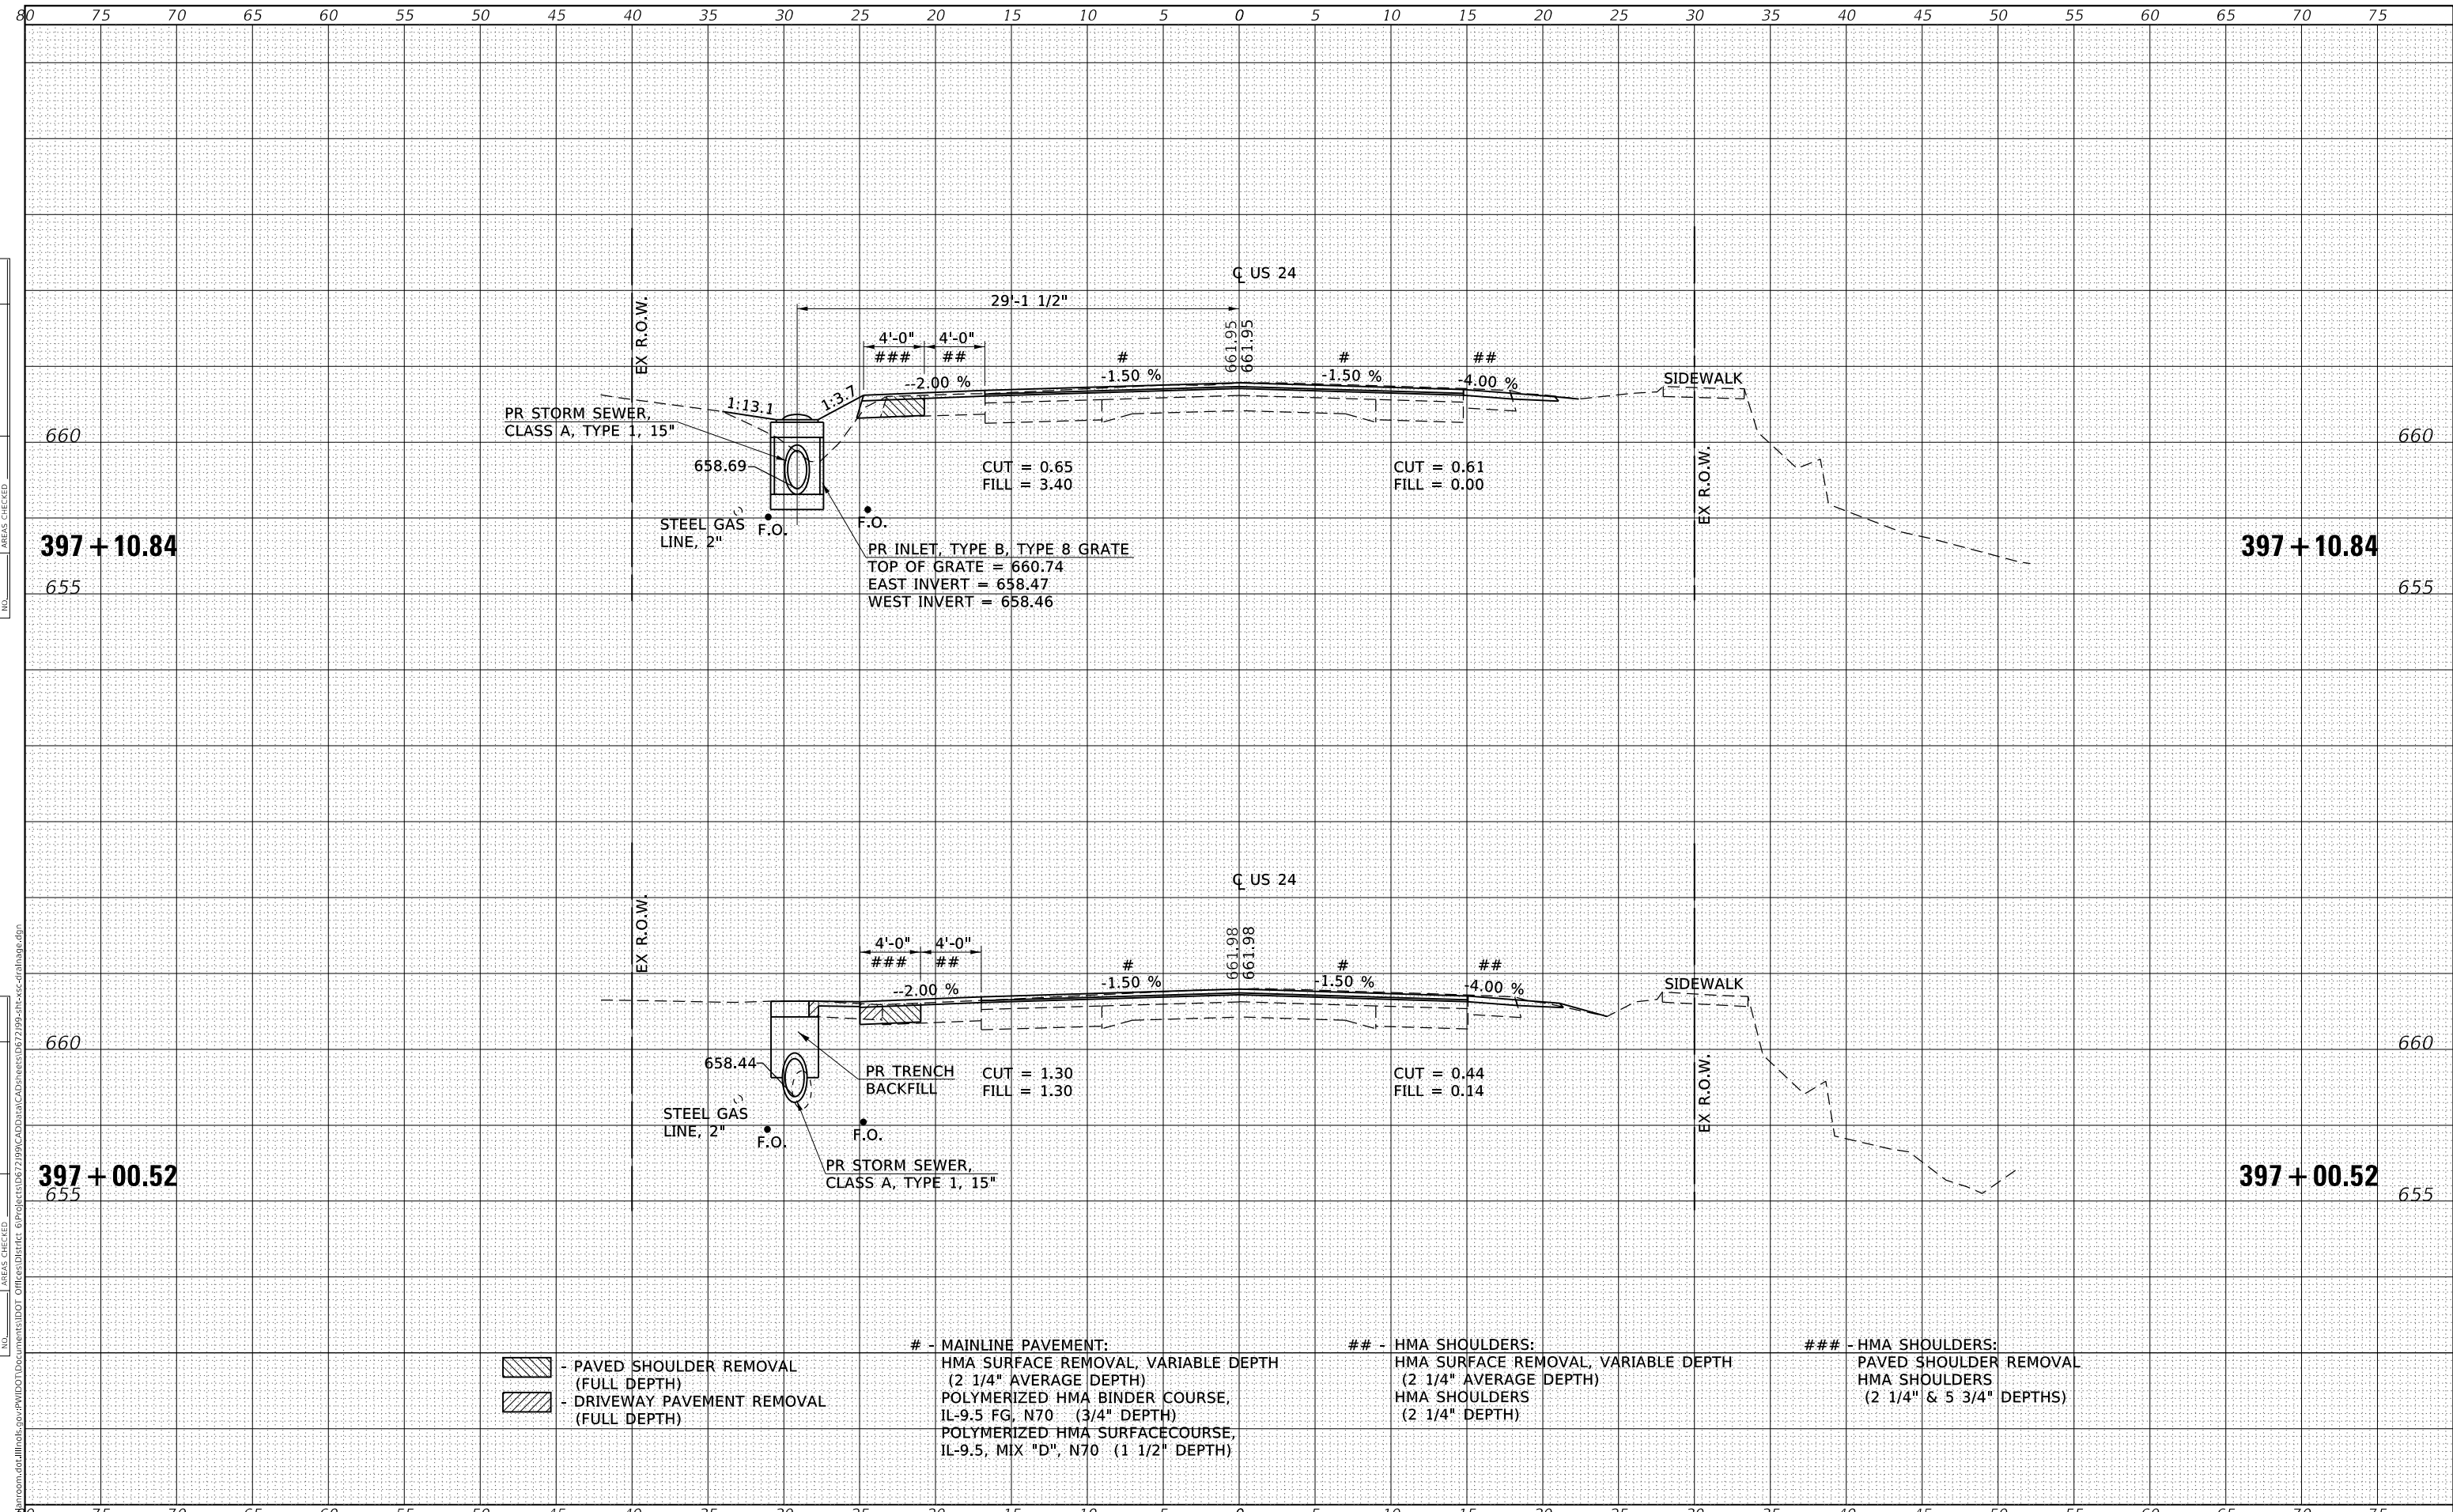 80 75 70 65 60 55 50 45 40 35 30 25 20 15 10 5 0 5 10 15 20 25 30 35 40 45 50 55 60 65 70 75
℄ US 24
29'-1 1/2"
EX R.O.W.
4'-0" 4'-0"
661.95
661.95
### ## # # ##
--2.00 % -1.50 % -1.50 % -4.00 %
SIDEWALK
1:13.1 1:3.7
PR STORM SEWER,
CLASS A, TYPE 1, 15"
660 660
658.69
CUT = 0.65
FILL = 3.40
CUT = 0.61
FILL = 0.00
EX R.O.W.
STEEL GAS
LINE, 2"
F.O. F.O.
397+10.84 397+10.84
PR INLET, TYPE B, TYPE 8 GRATE
TOP OF GRATE = 660.74
EAST INVERT = 658.47
WEST INVERT = 658.46
655 655
AREAS CHECKED
NO.
℄ US 24
EX R.O.W.
4'-0" 4'-0"
661.98
661.98
### ## # # ##
--2.00 % -1.50 % -1.50 % -4.00 %
SIDEWALK
660 660
658.44
PR TRENCH
BACKFILL
CUT = 1.30
FILL = 1.30
CUT = 0.44
FILL = 0.14
EX R.O.W.
STEEL GAS
LINE, 2"
F.O. F.O.
PR STORM SEWER,
CLASS A, TYPE 1, 15"
397+00.52 397+00.52
655 655
AREAS CHECKED
NO.
- PAVED SHOULDER REMOVAL
(FULL DEPTH)
- DRIVEWAY PAVEMENT REMOVAL
(FULL DEPTH)
# - MAINLINE PAVEMENT:
HMA SURFACE REMOVAL, VARIABLE DEPTH
(2 1/4" AVERAGE DEPTH)
POLYMERIZED HMA BINDER COURSE,
IL-9.5 FG, N70 (3/4" DEPTH)
POLYMERIZED HMA SURFACECOURSE,
IL-9.5, MIX "D", N70 (1 1/2" DEPTH)
## - HMA SHOULDERS:
HMA SURFACE REMOVAL, VARIABLE DEPTH
(2 1/4" AVERAGE DEPTH)
HMA SHOULDERS
(2 1/4" DEPTH)
### - HMA SHOULDERS:
PAVED SHOULDER REMOVAL
HMA SHOULDERS
(2 1/4" & 5 3/4" DEPTHS)